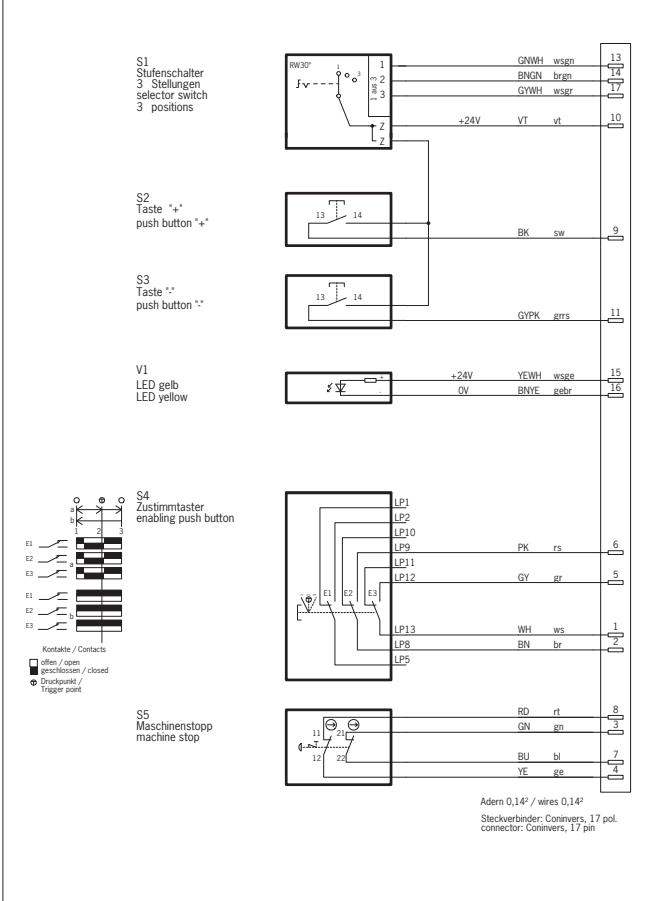 S1
Stufenschalter
3 Stellungen
selector switch
3 positions
RW30°
1
3
1 aus 3
1
2
3
Z
Z
GNWH wsgn 13
BNGN brgn 14
GYWH wsgr 17
+24V VT vt 10
S2
Taste "+"
push button "+"
13 14
BK sw 9
S3
Taste "-"
push button "-"
13 14
GYPK grrs 11
V1
LED gelb
LED yellow
+
-
+24V YEWH wsge 15
0V BNYE gebr 16
S4
Zustimmtaster
enabling push button
a
b
1 2 3
E1
E2
a
E3
E1
E2
b
E3
Kontakte / Contacts
offen / open
geschlossen / closed
Druckpunkt /
Trigger point
E1 E2 E3
LP1
LP2
LP10
LP9 PK rs 6
LP11
LP12 GY gr 5
LP13 WH ws 1
LP8 BN br 2
LP5
S5
Maschinenstopp
machine stop
11 21
12 22
RD rt 8
GN gn 3
BU bl 7
YE ge 4
Adern 0,14² / wires 0,14²
Steckverbinder: Coninvers, 17 pol.
connector: Coninvers, 17 pin